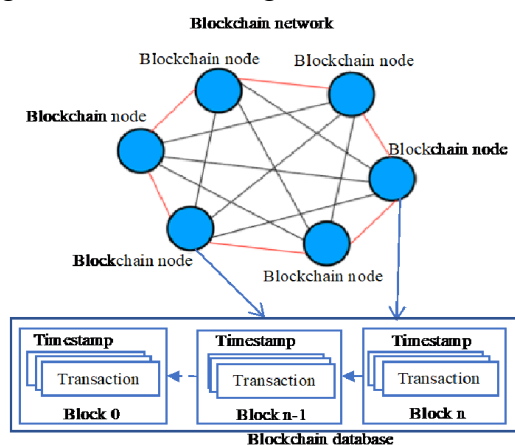 Blockchain network
Blockchain node
Blockchain node
Blockchain node
Blockchain node
Blockchain node
Blockchain node
Timestamp
Transaction
Block 0
Timestamp
Transaction
Block n-1
Timestamp
Transaction
Block n
Blockchain database